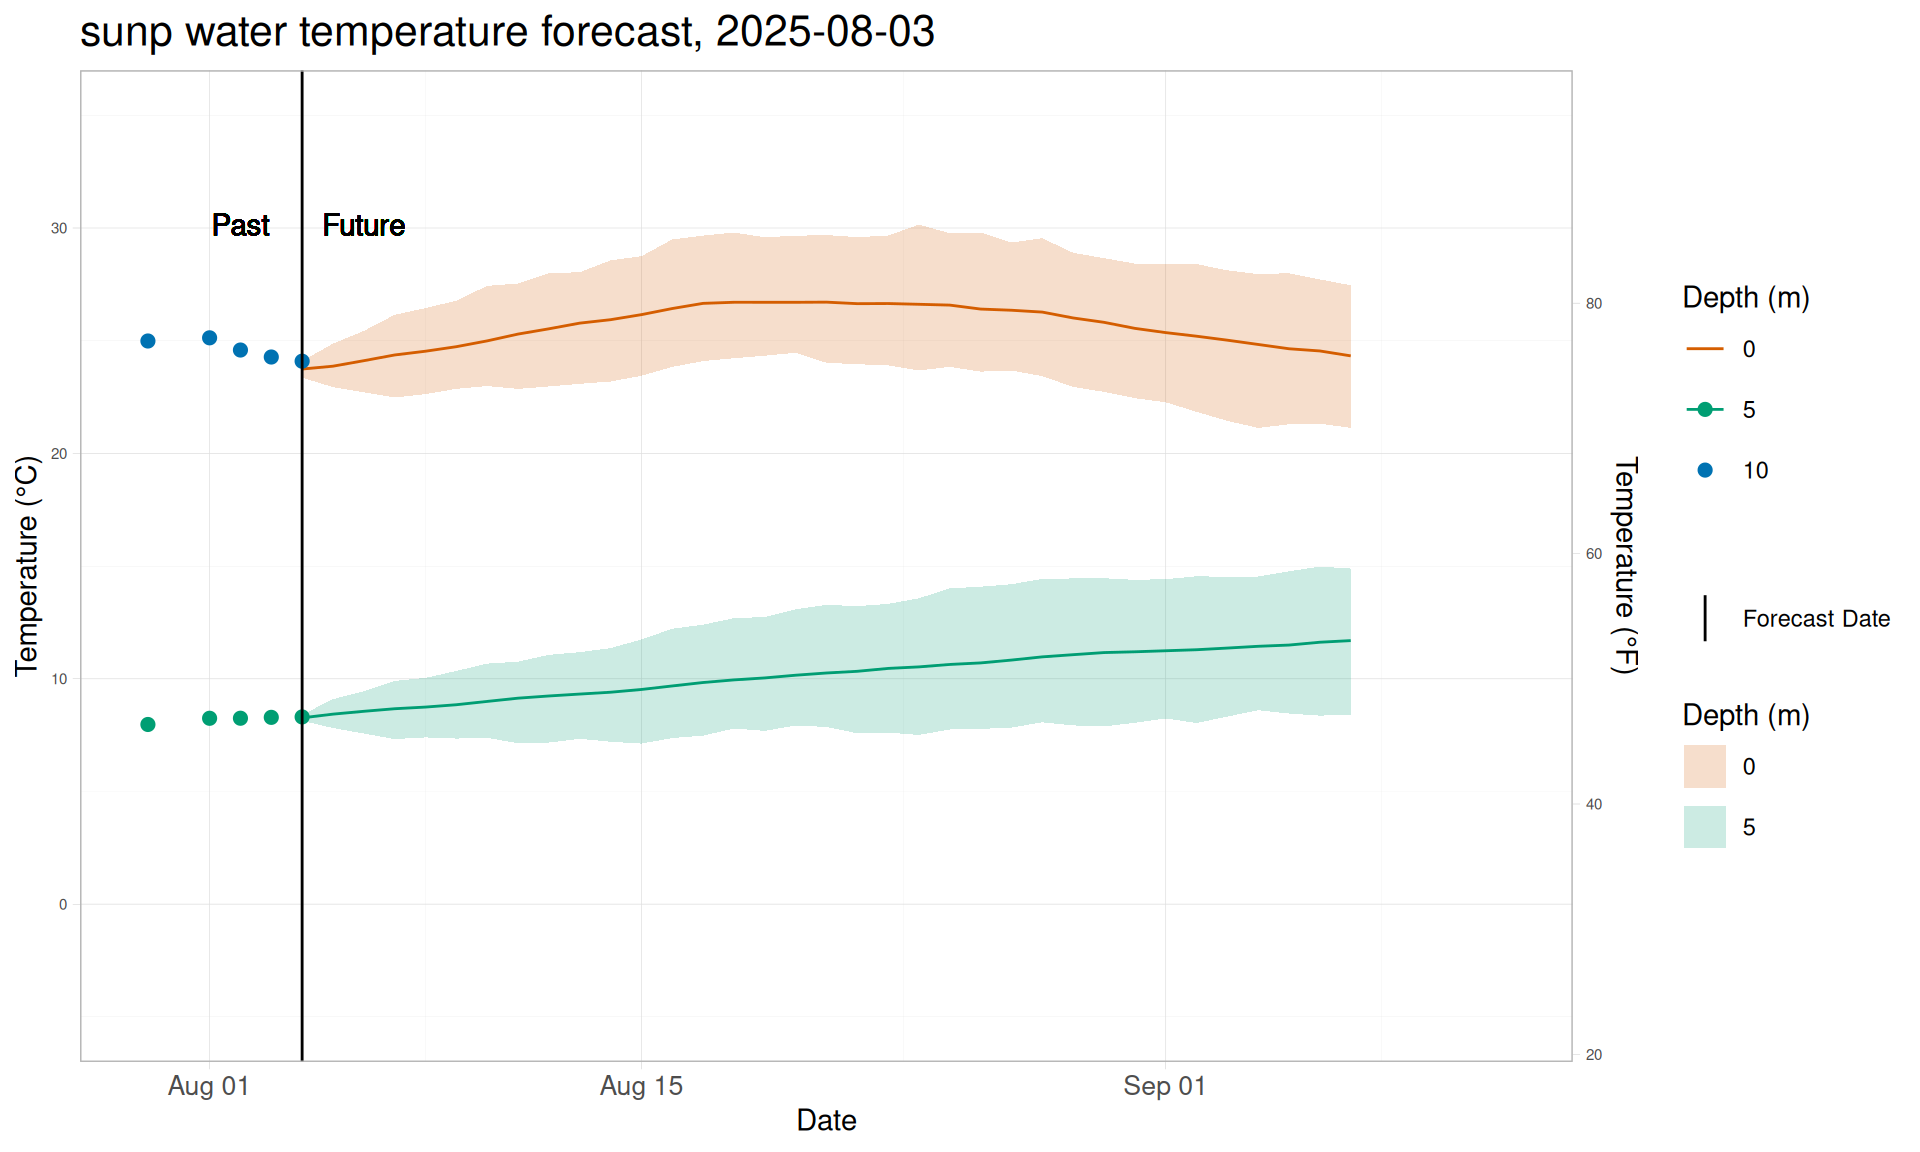 sunp water temperature forecast, 2025-08-03
Past
Future
30
20
10
0
Temperature (°C)
80
60
40
20
Temperature (°F)
Aug 01
Aug 15
Sep 01
Date
Depth (m)
0
5
10
Forecast Date
Depth (m)
0
5